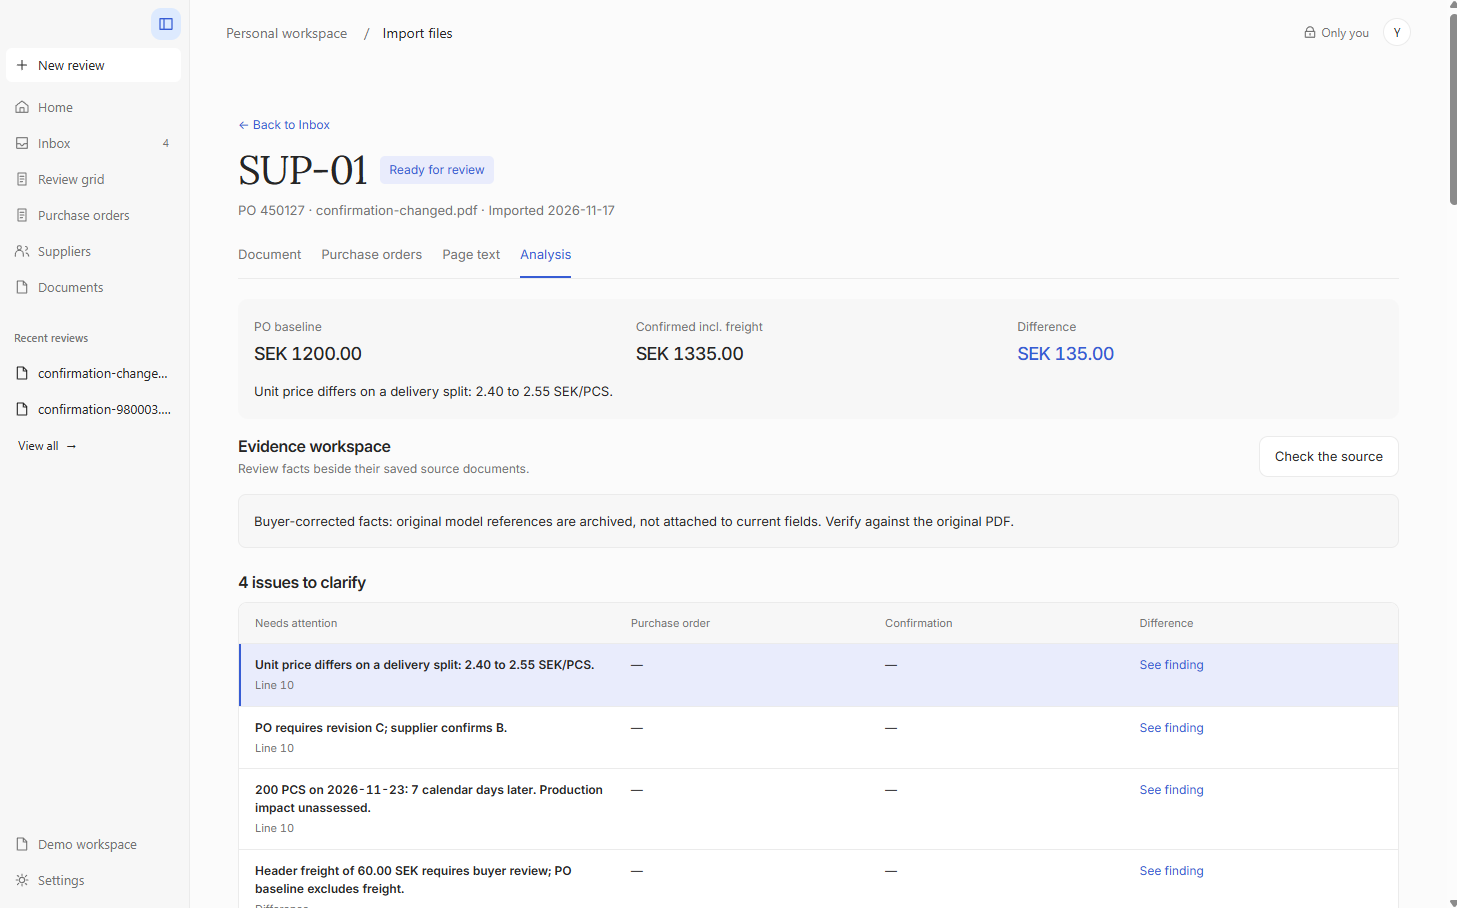 Personal workspace / Import files
Only you
Y
New review
Home
Inbox 4
Review grid
Purchase orders
Suppliers
Documents
Recent reviews
confirmation-change...
confirmation-980003....
View all →
Demo workspace
Settings
← Back to Inbox
SUP-01 Ready for review
PO 450127 · confirmation-changed.pdf · Imported 2026-11-17
Document Purchase orders Page text Analysis
PO baseline Confirmed incl. freight Difference
SEK 1200.00 SEK 1335.00 SEK 135.00
Unit price differs on a delivery split: 2.40 to 2.55 SEK/PCS.
Evidence workspace
Review facts beside their saved source documents.
Check the source
Buyer-corrected facts: original model references are archived, not attached to current fields. Verify against the original PDF.
4 issues to clarify
Needs attention Purchase order Confirmation Difference
Unit price differs on a delivery split: 2.40 to 2.55 SEK/PCS. — — See finding
Line 10
PO requires revision C; supplier confirms B. — — See finding
Line 10
200 PCS on 2026-11-23: 7 calendar days later. Production — — See finding
impact unassessed.
Line 10
Header freight of 60.00 SEK requires buyer review; PO — — See finding
baseline excludes freight.
Difference